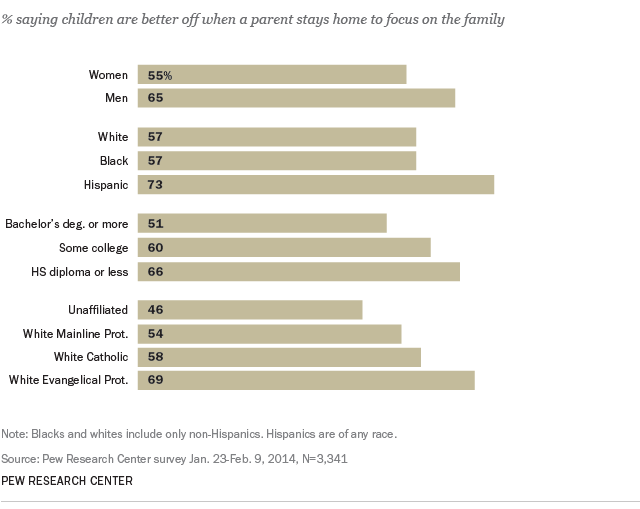 % saying children are better off when a parent stays home to focus on the family
Women 55%
Men 65
White 57
Black 57
Hispanic 73
Bachelor's deg. or more 51
Some college 60
HS diploma or less 66
Unaffiliated 46
White Mainline Prot. 54
White Catholic 58
White Evangelical Prot. 69
Note: Blacks and whites include only non-Hispanics. Hispanics are of any race.
Source: Pew Research Center survey Jan. 23-Feb. 9, 2014, N=3,341
PEW RESEARCH CENTER